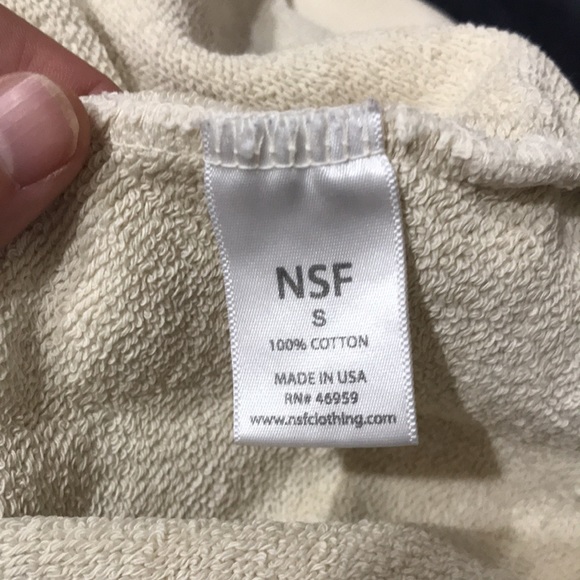 NSF
S
100% COTTON
MADE IN USA
RN# 46959
www.nsfclothing.com